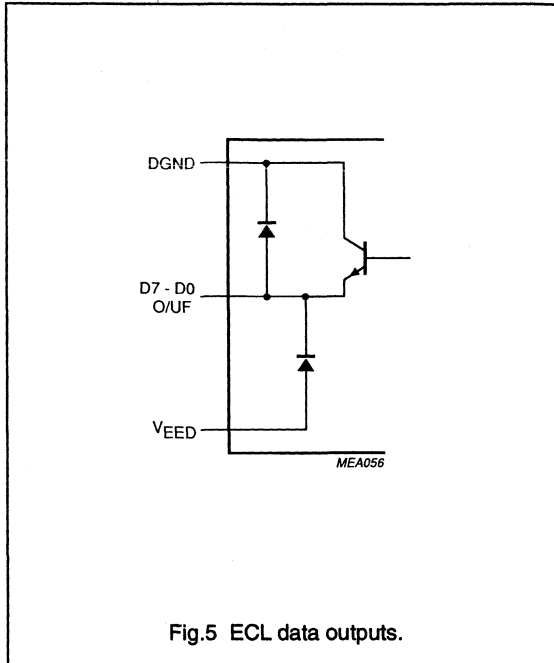 DGND
D7 - D0
O/UF
VEED
MEA056
Fig.5 ECL data outputs.